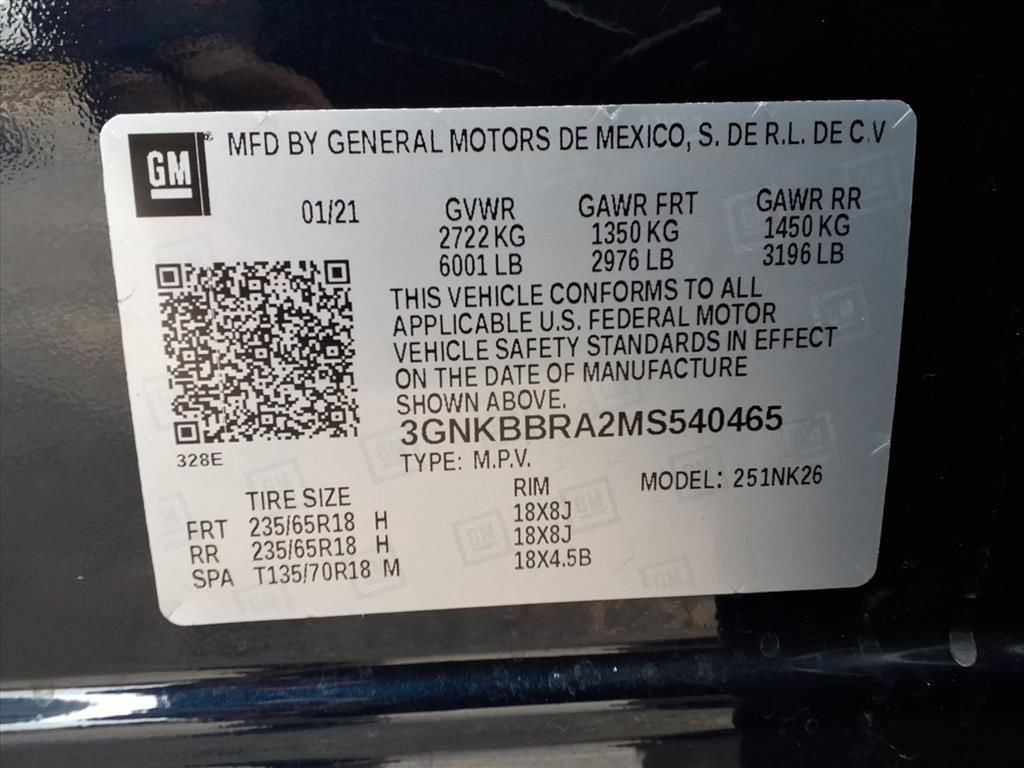 GM ® MFD BY GENERAL MOTORS DE MEXICO, S. DE R.L. DE C.V
01/21 GVWR GAWR FRT GAWR RR
2722 KG 1350 KG 1450 KG
6001 LB 2976 LB 3196 LB
THIS VEHICLE CONFORMS TO ALL
APPLICABLE U.S. FEDERAL MOTOR
VEHICLE SAFETY STANDARDS IN EFFECT
ON THE DATE OF MANUFACTURE
SHOWN ABOVE.
3GNKBBRA2MS540465
328E
TYPE: M.P.V. MODEL: 251NK26
TIRE SIZE RIM
FRT 235/65R18 H 18X8J
RR 235/65R18 H 18X8J
SPA T135/70R18 M 18X4.5B